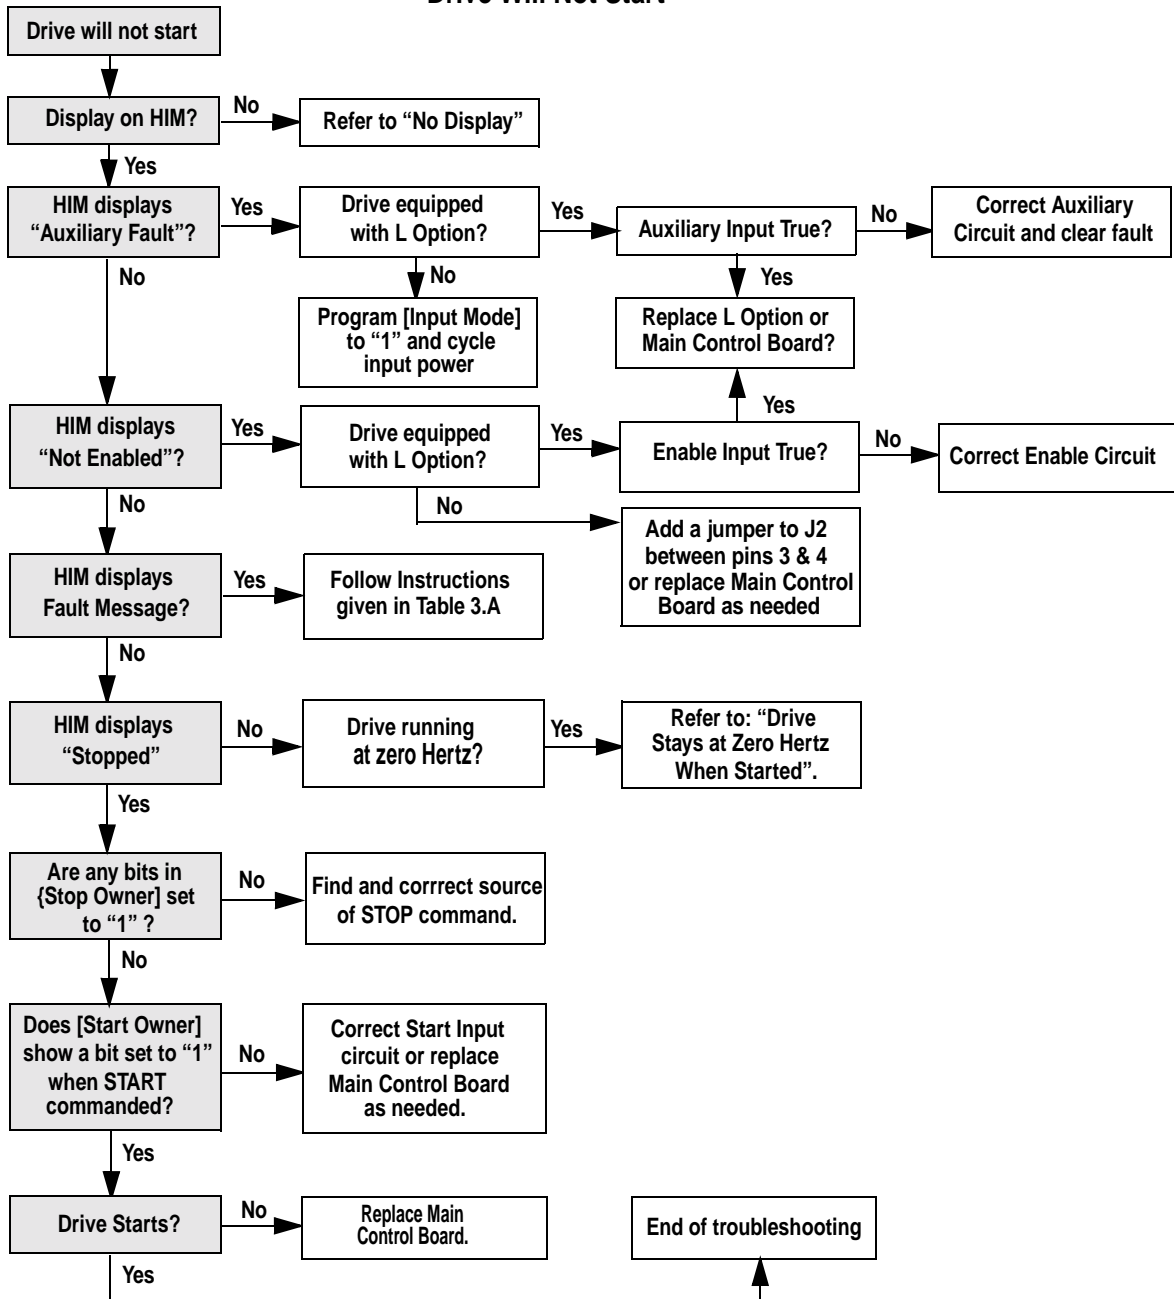 Drive Will Not Start
Drive will not start
Display on HIM?
No
Refer to “No Display”
Yes
HIM displays
“Auxiliary Fault”?
Yes
Drive equipped
with L Option?
Yes
Auxiliary Input True?
No
Correct Auxiliary
Circuit and clear fault
No
No
Yes
Program [Input Mode]
to “1” and cycle
input power
Replace L Option or
Main Control Board?
Yes
HIM displays
“Not Enabled”?
Yes
Drive equipped
with L Option?
Yes
Enable Input True?
No
Correct Enable Circuit
No
No
Add a jumper to J2
between pins 3 & 4
or replace Main Control
Board as needed
HIM displays
Fault Message?
Yes
Follow Instructions
given in Table 3.A
No
HIM displays
“Stopped”
No
Drive running
at zero Hertz?
Yes
Refer to: “Drive
Stays at Zero Hertz
When Started”.
Yes
Are any bits in
{Stop Owner] set
to “1” ?
No
Find and corrrect source
of STOP command.
No
Does [Start Owner]
show a bit set to “1”
when START
commanded?
No
Correct Start Input
circuit or replace
Main Control Board
as needed.
Yes
Drive Starts?
No
Replace Main
Control Board.
End of troubleshooting
Yes